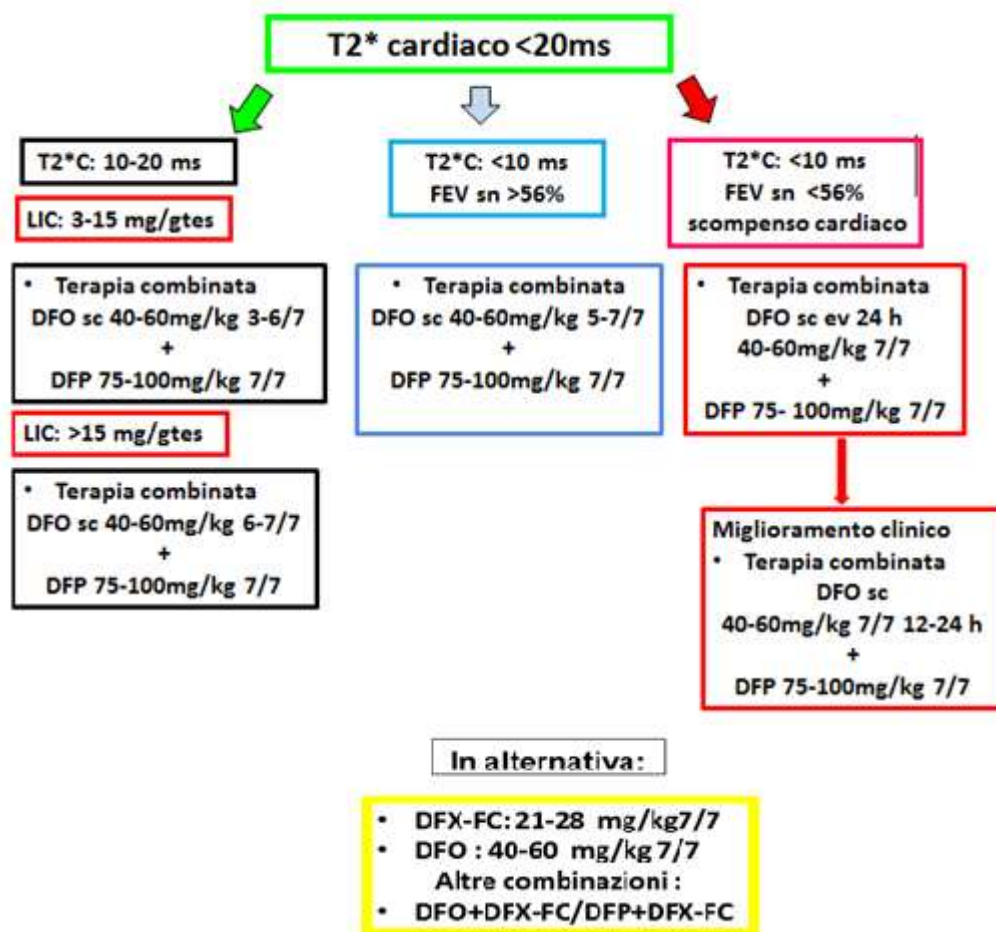 T2* cardiaco <20ms
T2*C: 10-20 ms
LIC: 3-15 mg/gtes
• Terapia combinata
DFO sc 40-60mg/kg 3-6/7
+
DFP 75-100mg/kg 7/7
LIC: >15 mg/gtes
• Terapia combinata
DFO sc 40-60mg/kg 6-7/7
+
DFP 75-100mg/kg 7/7
T2*C: <10 ms
FEV sn >56%
• Terapia combinata
DFO sc 40-60mg/kg 5-7/7
+
DFP 75-100mg/kg 7/7
T2*C: <10 ms
FEV sn <56%
scompenso cardiaco
• Terapia combinata
DFO sc ev 24 h
40-60mg/kg 7/7
+
DFP 75- 100mg/kg 7/7
Miglioramento clinico
• Terapia combinata
DFO sc
40-60mg/kg 7/7 12-24 h
+
DFP 75-100mg/kg 7/7
In alternativa:
• DFX-FC: 21-28 mg/kg7/7
• DFO : 40-60 mg/kg 7/7
Altre combinazioni :
• DFO+DFX-FC/DFP+DFX-FC